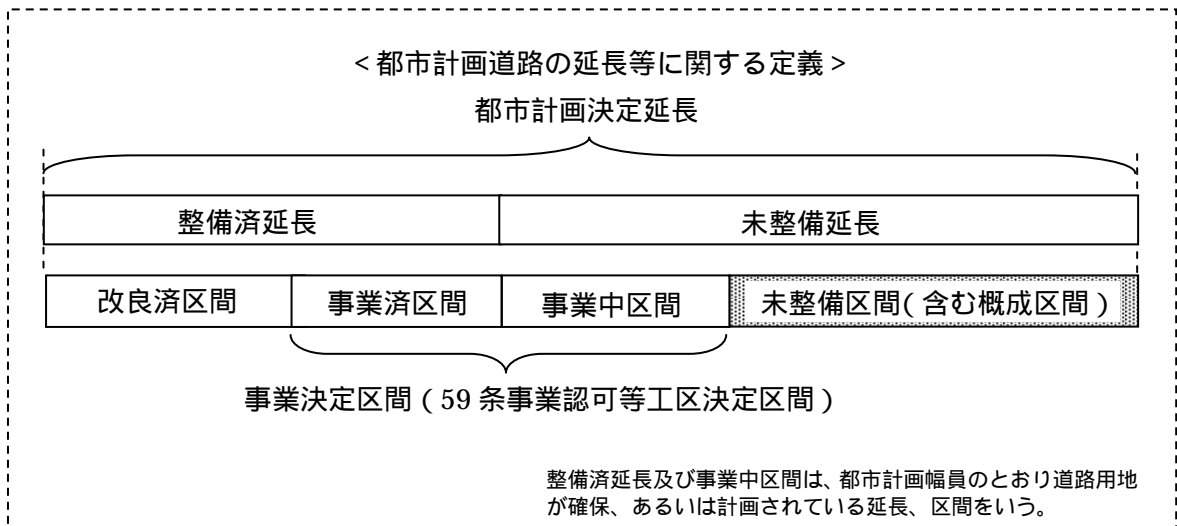 <都市計画道路の延長等に関する定義>
都市計画決定延長
整備済延長 未整備延長
改良済区間 事業済区間 事業中区間 未整備区間(含む概成区間)
事業決定区間(59条事業認可等工区決定区間)
整備済延長及び事業中区間は、都市計画幅員のとおり道路用地
が確保、あるいは計画されている延長、区間をいう。